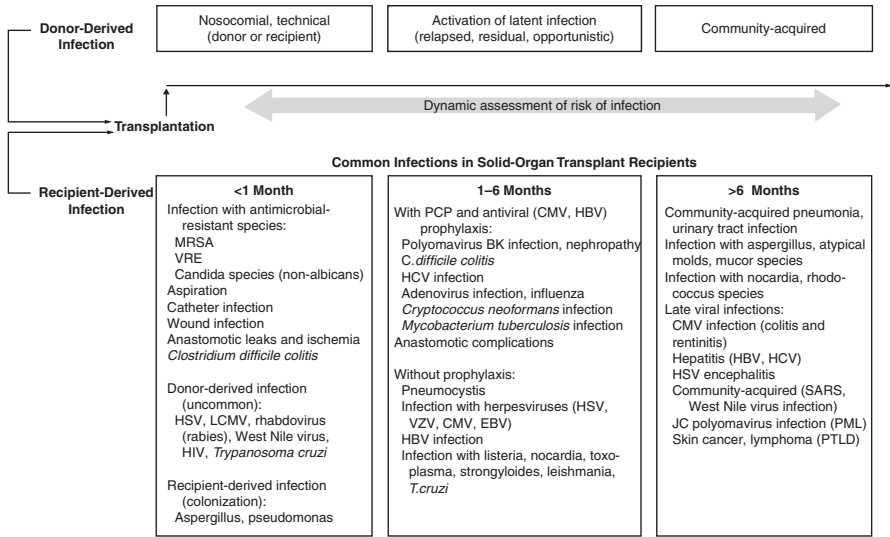 Donor-Derived
Infection
Nosocomial, technical
(donor or recipient)
Activation of latent infection
(relapsed, residual, opportunistic)
Community-acquired
Dynamic assessment of risk of infection
Transplantation
Recipient-Derived
Infection
Common Infections in Solid-Organ Transplant Recipients
<1 Month
Infection with antimicrobial-
resistant species:
MRSA
VRE
Candida species (non-albicans)
Aspiration
Catheter infection
Wound infection
Anastomotic leaks and ischemia
Clostridium difficile colitis
Donor-derived infection
(uncommon):
HSV, LCMV, rhabdovirus
(rabies), West Nile virus,
HIV, Trypanosoma cruzi
Recipient-derived infection
(colonization):
Aspergillus, pseudomonas
1–6 Months
With PCP and antiviral (CMV, HBV)
prophylaxis:
Polyomavirus BK infection, nephropathy
C.difficile colitis
HCV infection
Adenovirus infection, influenza
Cryptococcus neoformans infection
Mycobacterium tuberculosis infection
Anastomotic complications
Without prophylaxis:
Pneumocystis
Infection with herpesviruses (HSV,
VZV, CMV, EBV)
HBV infection
Infection with listeria, nocardia, toxo-
plasma, strongyloides, leishmania,
T.cruzi
>6 Months
Community-acquired pneumonia,
urinary tract infection
Infection with aspergillus, atypical
molds, mucor species
Infection with nocardia, rhodo-
coccus species
Late viral infections:
CMV infection (colitis and
rentinitis)
Hepatitis (HBV, HCV)
HSV encephalitis
Community-acquired (SARS,
West Nile virus infection)
JC polyomavirus infection (PML)
Skin cancer, lymphoma (PTLD)